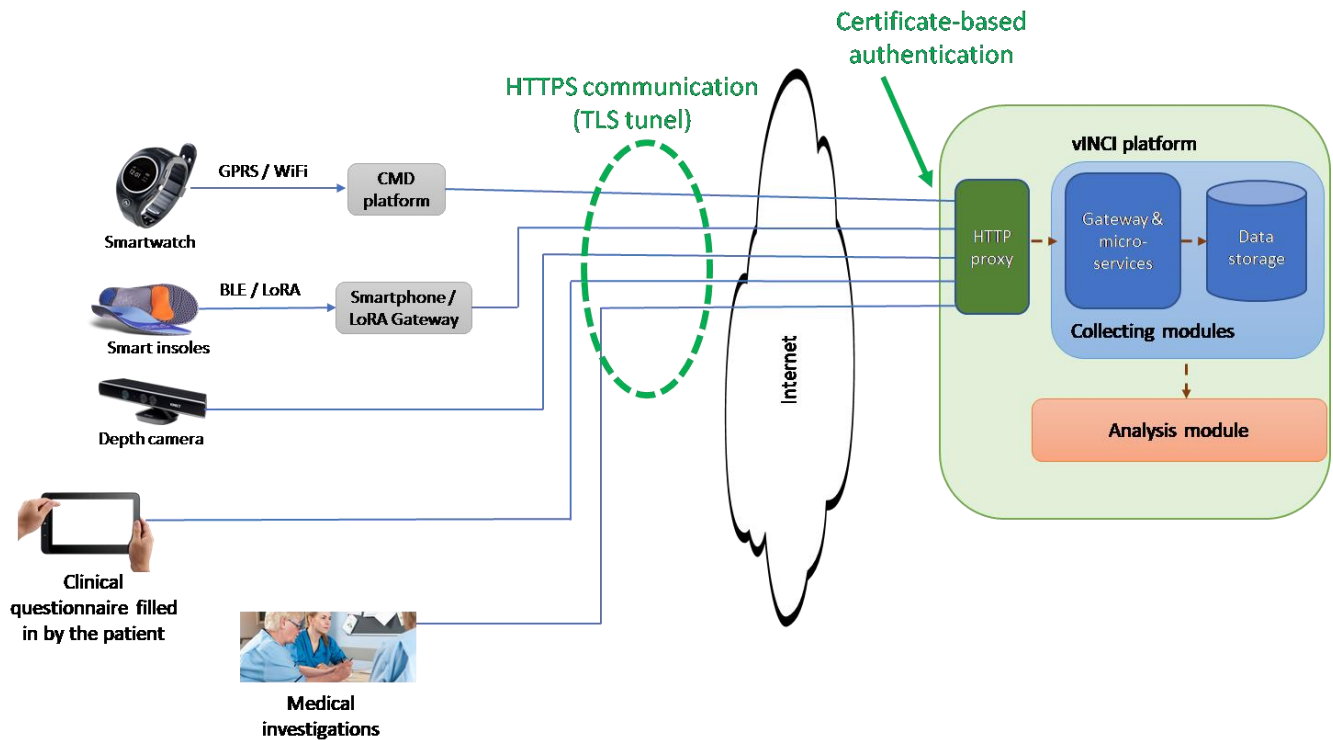 Certificate-based
authentication
HTTPS communication
(TLS tunel)
vINCI platform
GPRS / WiFi
CMD
platform
Smartwatch
HTTP
proxy
Gateway &
micro-
services
Data
storage
Collecting modules
BLE / LoRA
Smartphone /
LoRA Gateway
Smart insoles
Internet
Depth camera
Analysis module
Clinical
questionnaire filled
in by the patient
Medical
investigations